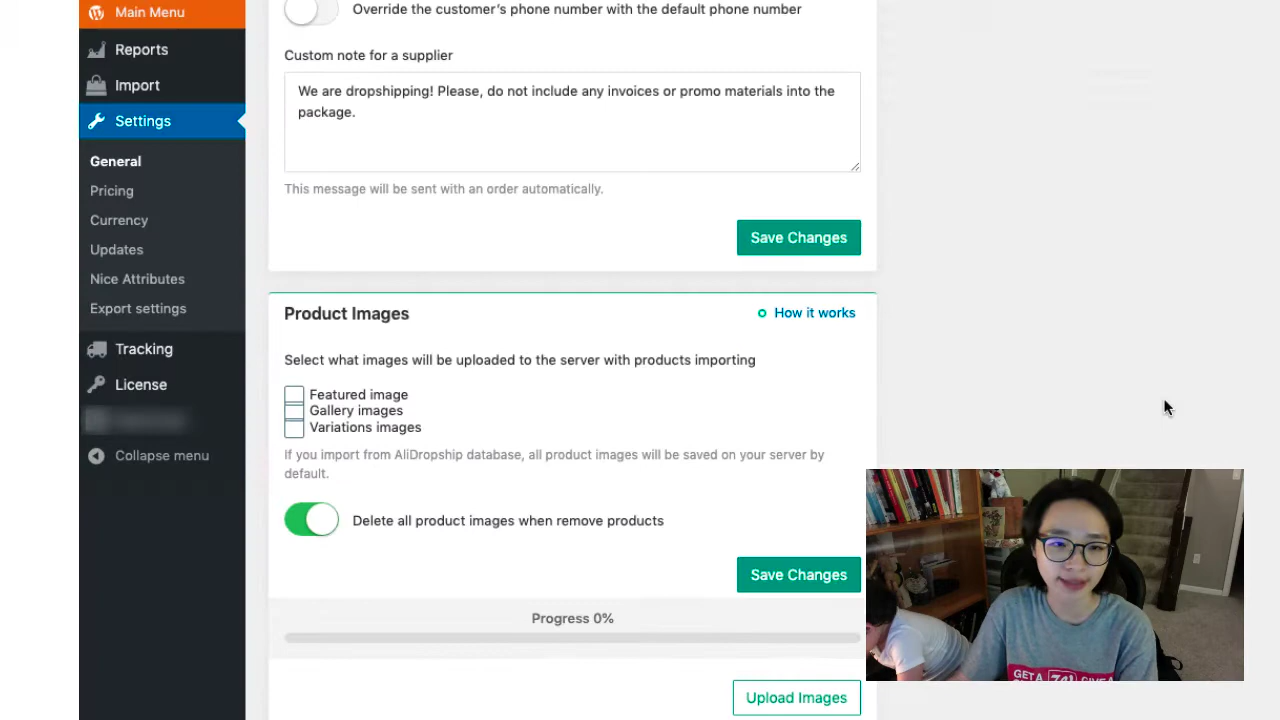 Main Menu
Reports
Import
Settings
General
Pricing
Currency
Updates
Nice Attributes
Export settings
Tracking
License
Collapse menu
Override the customer's phone number with the default phone number
Custom note for a supplier
We are dropshipping! Please, do not include any invoices or promo materials into the
package.
This message will be sent with an order automatically.
Save Changes
Product Images
How it works
Select what images will be uploaded to the server with products importing
Featured image
Gallery images
Variations images
If you import from AliDropship database, all product images will be saved on your server by
default.
Delete all product images when remove products
Save Changes
Progress 0%
Upload Images
GET A